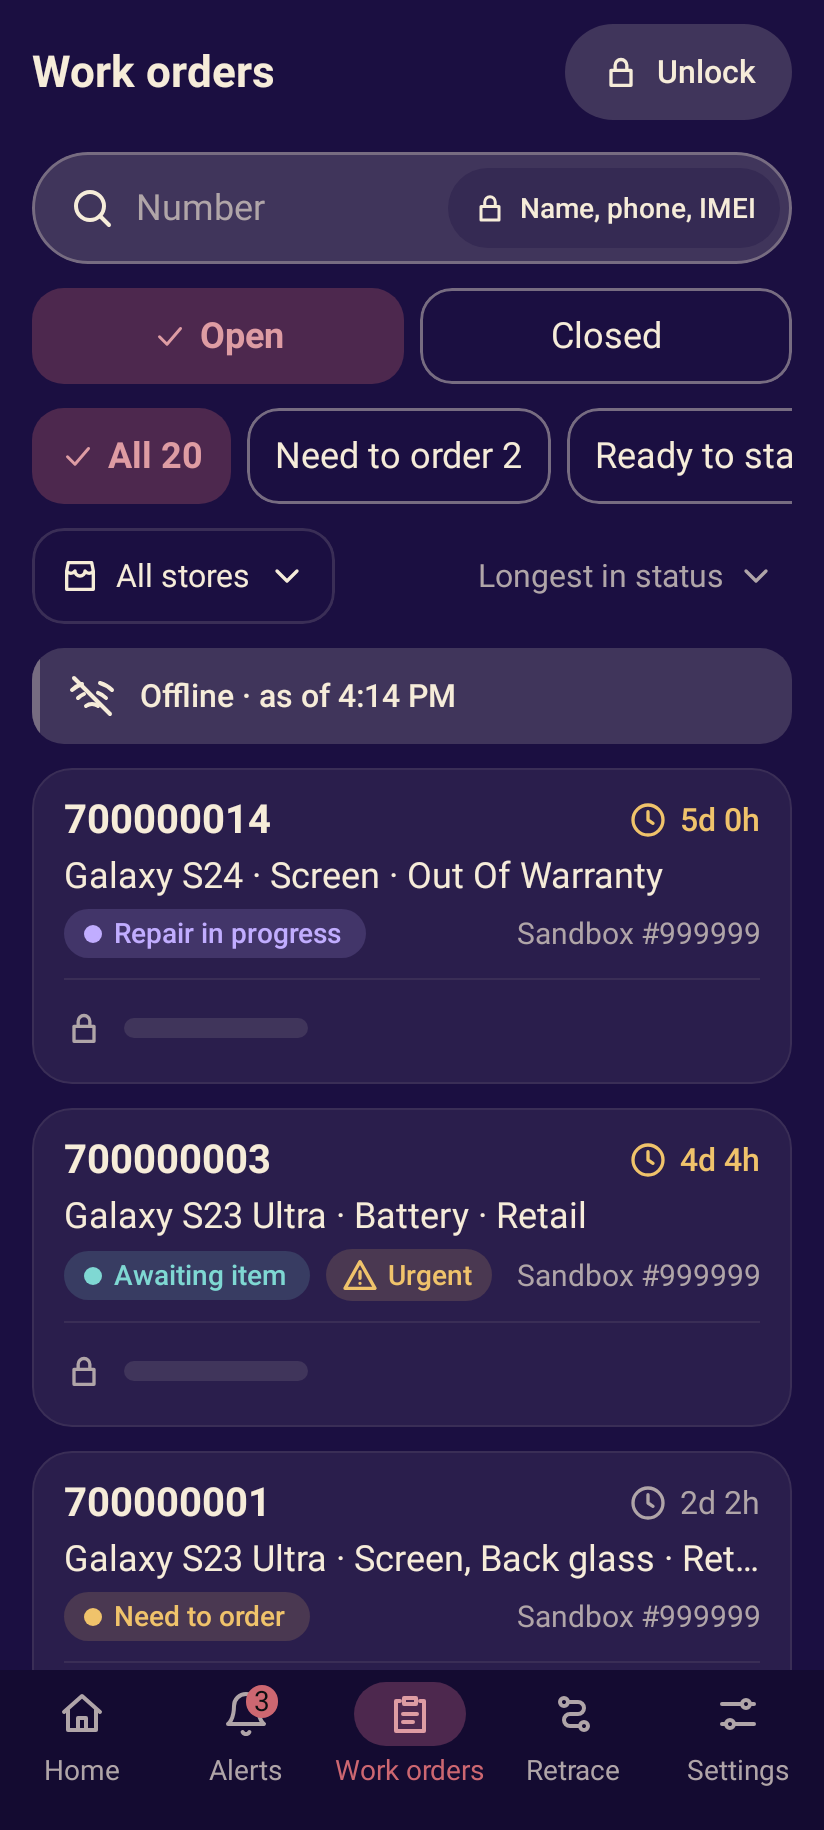 Work orders
Unlock
Number
Name, phone, IMEI
Open
Closed
All 20
Need to order 2
Ready to sta
All stores
Longest in status
Offline · as of 4:14 PM
700000014
5d 0h
Galaxy S24 · Screen · Out Of Warranty
Repair in progress
Sandbox #999999
700000003
4d 4h
Galaxy S23 Ultra · Battery · Retail
Awaiting item
Urgent
Sandbox #999999
700000001
2d 2h
Galaxy S23 Ultra · Screen, Back glass · Ret…
Need to order
Sandbox #999999
3
Home
Alerts
Work orders
Retrace
Settings